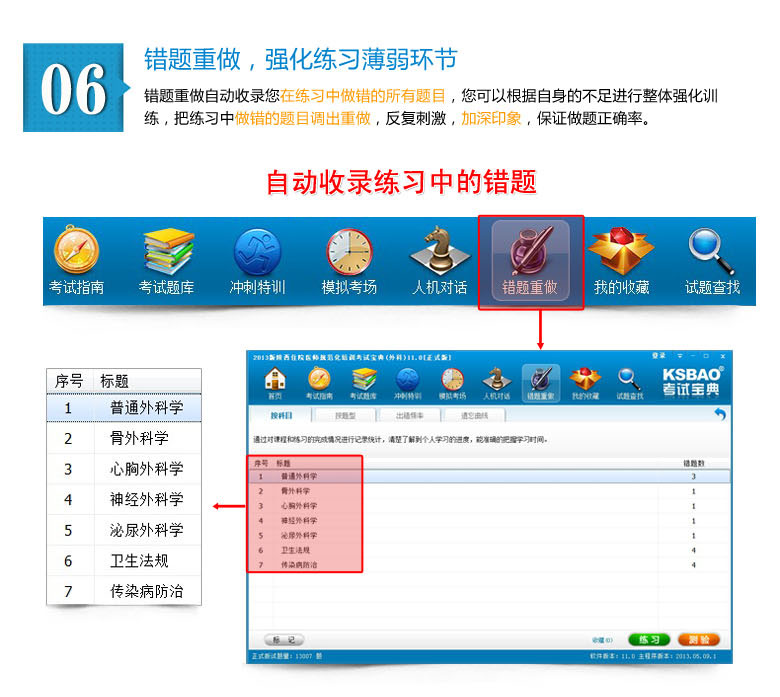 06
错题重做，强化练习薄弱环节
错题重做自动收录您在练习中做错的所有题目，您可以根据自身的不足进行整体强化训
练，把练习中做错的题目调出重做，反复刺激，加深印象，保证做题正确率。
自动收录练习中的错题
考试指南 考试题库 冲刺特训 模拟考场 人机对话 错题重做 我的收藏 试题查找
序号 标题
1 普通外科学
2 骨外科学
3 心胸外科学
4 神经外科学
5 泌尿外科学
6 卫生法规
7 传染病防治
2013版陕西住院医师规范化培训考试宝典(外科)11.0[正式版] 登录
首页 考试指南 考试题库 冲刺特训 模拟考场 人机对话 错题重做 我的收藏 试题查找
KSBAO®
考试宝典
按科目 按题型 出错频率 遗忘曲线
通过对课程和练习的完成情况进行记录统计，清楚了解到个人学习的进度，能准确的把握学习时间。
序号 标题 错题数
1 普通外科学 3
2 骨外科学 1
3 心胸外科学 1
4 神经外科学 1
5 泌尿外科学 1
6 卫生法规 4
7 传染病防治 4
标 记 练 习 测 验
正式版试题量：13007 题 软件版本：11.0 主程序版本：2013.05.09.1